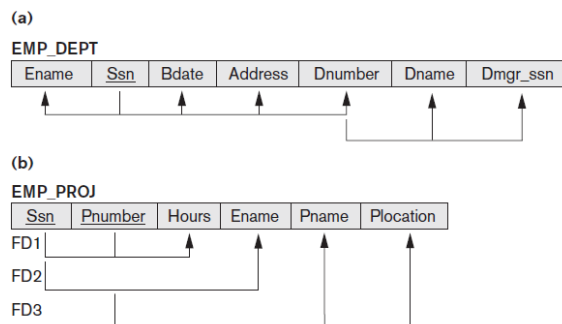 (a)
EMP_DEPT
Ename Ssn Bdate Address Dnumber Dname Dmgr_ssn
(b)
EMP_PROJ
Ssn Pnumber Hours Ename Pname Plocation
FD1
FD2
FD3